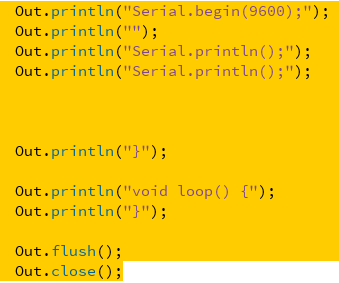 Out.println("Serial.begin(9600);");
Out.println("");
Out.println("Serial.println();");
Out.println("Serial.println();");
Out.println("}");
Out.println("void loop() {");
Out.println("}");
Out.flush();
Out.close();